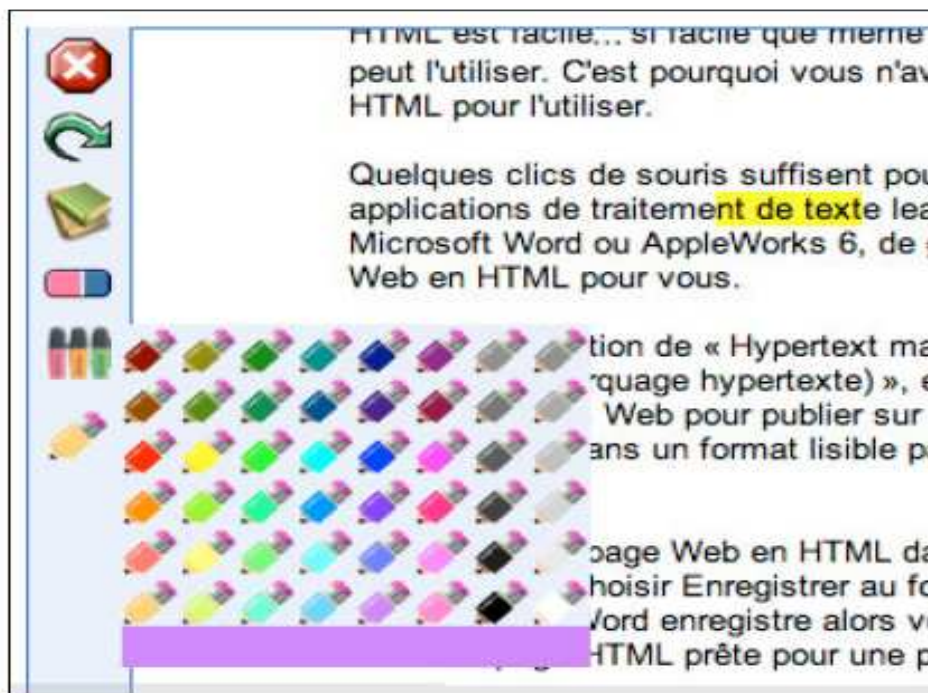 HTML est facile... si facile que même
peut l'utiliser. C'est pourquoi vous n'av
HTML pour l'utiliser.
Quelques clics de souris suffisent pou
applications de traitement de texte lea
Microsoft Word ou AppleWorks 6, de
Web en HTML pour vous.
tion de « Hypertext ma
rquage hypertexte) », e
Web pour publier sur
ans un format lisible pa
page Web en HTML da
hoisir Enregistrer au fo
Word enregistre alors v
HTML prête pour une p